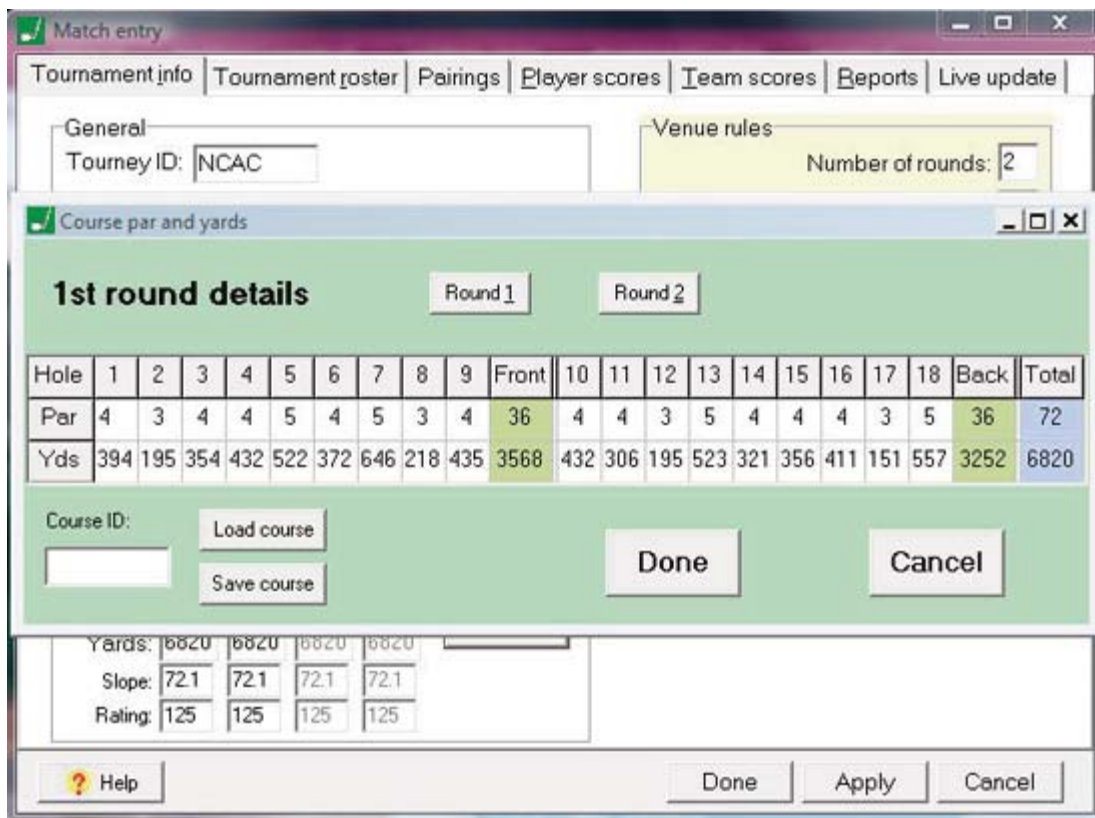 Match entry
Tournament info Tournament roster Pairings Player scores Team scores Reports Live update
General Venue rules
Tourney ID: NCAC Number of rounds: 2
Course par and yards
1st round details Round 1 Round 2
Hole 1 2 3 4 5 6 7 8 9 Front 10 11 12 13 14 15 16 17 18 Back Total
Par 4 3 4 4 5 4 5 3 4 36 4 4 3 5 4 4 4 3 5 36 72
Yds 394 195 354 432 522 372 646 218 435 3568 432 306 195 523 321 356 411 151 557 3252 6820
Course ID: Load course
Done Cancel
Save course
Yards: 6820 6820 6820 6820
Slope: 72.1 72.1 72.1 72.1
Rating: 125 125 125 125
? Help Done Apply Cancel